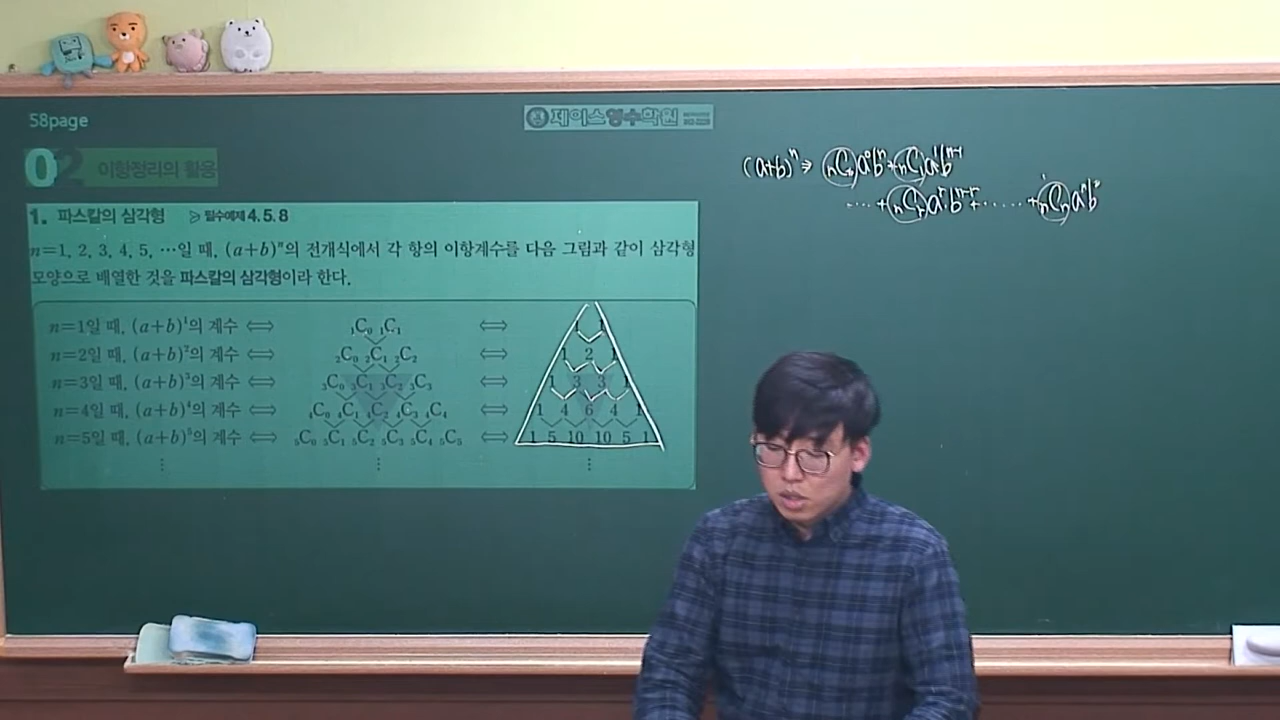 58page
제이스영수학원
02 이항정리의 활용
1. 파스칼의 삼각형 ▷ 필수예제 4. 5. 8
n=1, 2, 3, 4, 5, ⋯일 때, (a+b)ⁿ의 전개식에서 각 항의 이항계수를 다음 그림과 같이 삼각형
모양으로 배열한 것을 파스칼의 삼각형이라 한다.
n=1일 때, (a+b)¹의 계수 ⇔ ₁C₀ ₁C₁ ⇔ 1 1
n=2일 때, (a+b)²의 계수 ⇔ ₂C₀ ₂C₁ ₂C₂ ⇔ 1 2 1
n=3일 때, (a+b)³의 계수 ⇔ ₃C₀ ₃C₁ ₃C₂ ₃C₃ ⇔ 1 3 3 1
n=4일 때, (a+b)⁴의 계수 ⇔ ₄C₀ ₄C₁ ₄C₂ ₄C₃ ₄C₄ ⇔ 1 4 6 4 1
n=5일 때, (a+b)⁵의 계수 ⇔ ₅C₀ ₅C₁ ₅C₂ ₅C₃ ₅C₄ ₅C₅ ⇔ 1 5 10 10 5 1
⋮ ⋮ ⋮
(a+b)ⁿ ⇒ ₙC₀a⁰bⁿ+ₙC₁a¹bⁿ⁻¹
⋯+ₙCᵣaʳbⁿ⁻ʳ+⋯⋯+ₙCₙaⁿb⁰